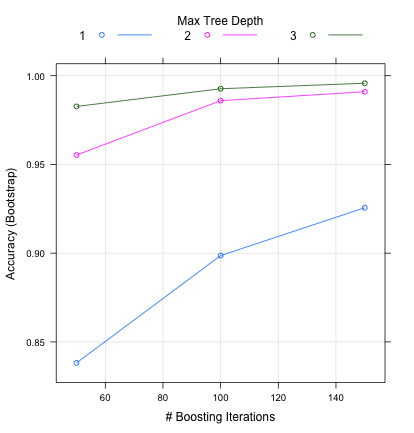 Max Tree Depth
1 2 3
1.00
0.95
0.90
0.85
Accuracy (Bootstrap)
60 80 100 120 140
# Boosting Iterations